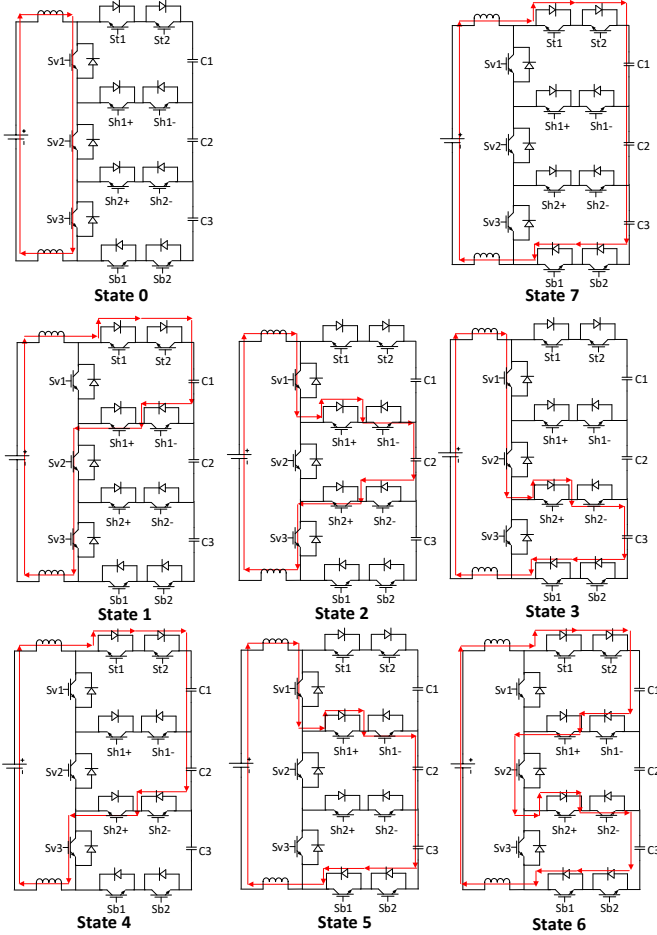 St1 St2
Sv1
C1
Sh1+ Sh1-
Sv2
C2
+
-
Sh2+ Sh2-
Sv3
C3
Sb1 Sb2
State 0
St1 St2
Sv1
C1
Sh1+ Sh1-
Sv2
C2
+
-
Sh2+ Sh2-
Sv3
C3
Sb1 Sb2
State 7
St1 St2
Sv1
C1
Sh1+ Sh1-
Sv2
C2
+
-
Sh2+ Sh2-
Sv3
C3
Sb1 Sb2
State 1
St1 St2
Sv1
C1
Sh1+ Sh1-
Sv2
C2
+
-
Sh2+ Sh2-
Sv3
C3
Sb1 Sb2
State 2
St1 St2
Sv1
C1
Sh1+ Sh1-
Sv2
C2
+
-
Sh2+ Sh2-
Sv3
C3
Sb1 Sb2
State 3
St1 St2
Sv1
C1
Sh1+ Sh1-
Sv2
C2
+
-
Sh2+ Sh2-
Sv3
C3
Sb1 Sb2
State 4
St1 St2
Sv1
C1
Sh1+ Sh1-
Sv2
C2
+
-
Sh2+ Sh2-
Sv3
C3
Sb1 Sb2
State 5
St1 St2
Sv1
C1
Sh1+ Sh1-
Sv2
C2
+
-
Sh2+ Sh2-
Sv3
C3
Sb1 Sb2
State 6